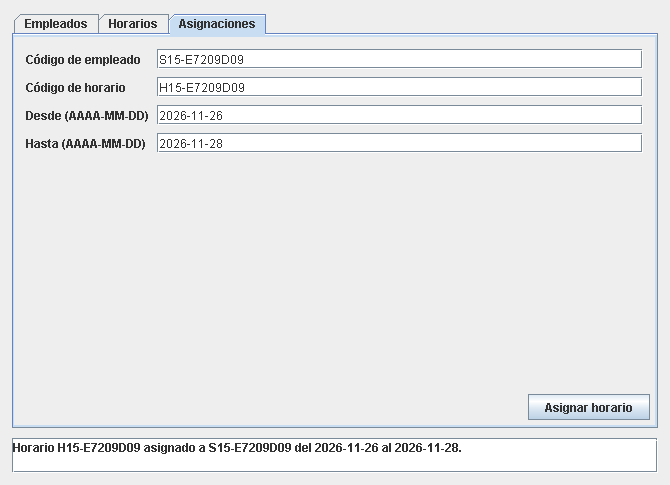 Empleados Horarios Asignaciones
Código de empleado S15-E7209D09
Código de horario H15-E7209D09
Desde (AAAA-MM-DD) 2026-11-26
Hasta (AAAA-MM-DD) 2026-11-28
Asignar horario
Horario H15-E7209D09 asignado a S15-E7209D09 del 2026-11-26 al 2026-11-28.